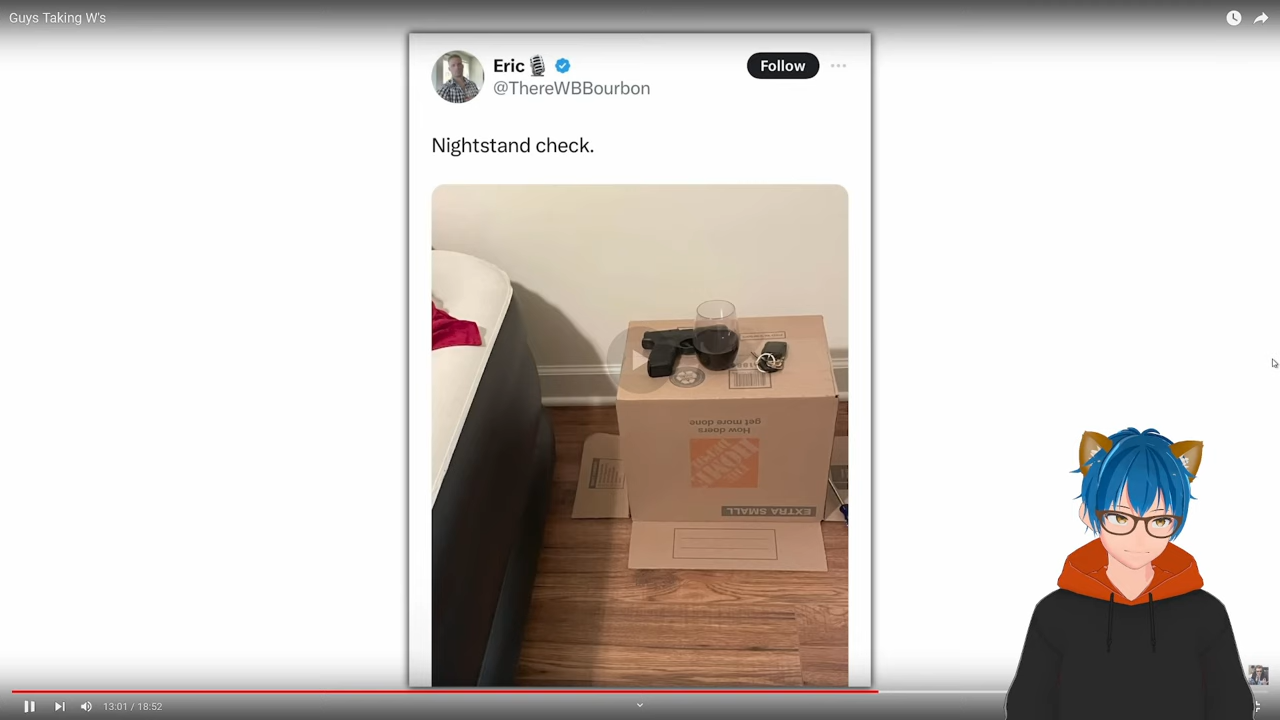 Guys Taking W's
Eric
@ThereWBBourbon
Follow
Nightstand check.
How doers
get more done
EXTRA SMALL
13:01 / 18:52